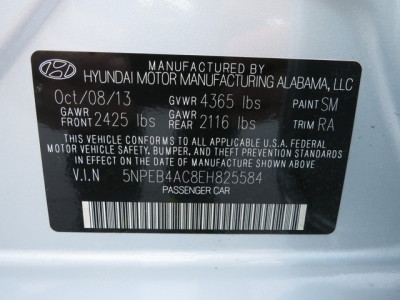 MANUFACTURED BY
HYUNDAI MOTOR MANUFACTURING ALABAMA, LLC
Oct/08/13 GVWR 4365 lbs PAINT SM
GAWR FRONT 2425 lbs GAWR REAR 2116 lbs TRIM RA
THIS VEHICLE CONFORMS TO ALL APPLICABLE U.S.A. FEDERAL
MOTOR VEHICLE SAFETY, BUMPER, AND THEFT PREVENTION
STANDARDS IN EFFECT ON THE DATE OF MANUFACTURE SHOWN ABOVE.
V.I.N 5NPEB4AC8EH825584
PASSENGER CAR